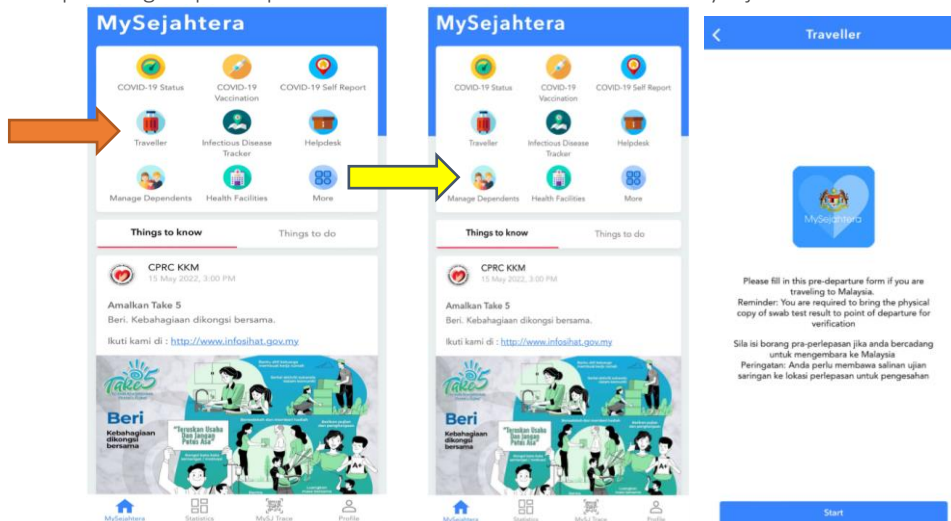 MySejahtera
COVID-19 Status
COVID-19
Vaccination
COVID-19 Self Report
Traveller
Infectious Disease
Tracker
Helpdesk
Manage Dependents
Health Facilities
More
Things to know
Things to do
CPRC KKM
15 May 2022, 3:00 PM
Amalkan Take 5
Beri. Kebahagiaan dikongsi bersama.
Ikuti kami di : http://www.infosihat.gov.my
Take5
Beri
Kebahagiaan
dikongsi
bersama
"Teruskan Usaha
Dan Jangan
Putus Asa"
MySejahtera
Statistics
MySJ Trace
Profile
MySejahtera
COVID-19 Status
COVID-19
Vaccination
COVID-19 Self Report
Traveller
Infectious Disease
Tracker
Helpdesk
Manage Dependents
Health Facilities
More
Things to know
Things to do
CPRC KKM
15 May 2022, 3:00 PM
Amalkan Take 5
Beri. Kebahagiaan dikongsi bersama.
Ikuti kami di : http://www.infosihat.gov.my
Take5
Beri
Kebahagiaan
dikongsi
bersama
"Teruskan Usaha
Dan Jangan
Putus Asa"
MySejahtera
Statistics
MySJ Trace
Profile
Traveller
MySejahtera
Please fill in this pre-departure form if you are
traveling to Malaysia.
Reminder: You are required to bring the physical
copy of swab test result to point of departure for
verification
Sila isi borang pra-perlepasan jika anda bercadang
untuk mengembara ke Malaysia
Peringatan: Anda perlu membawa salinan ujian
saringan ke lokasi perlepasan untuk pengesahan
Start